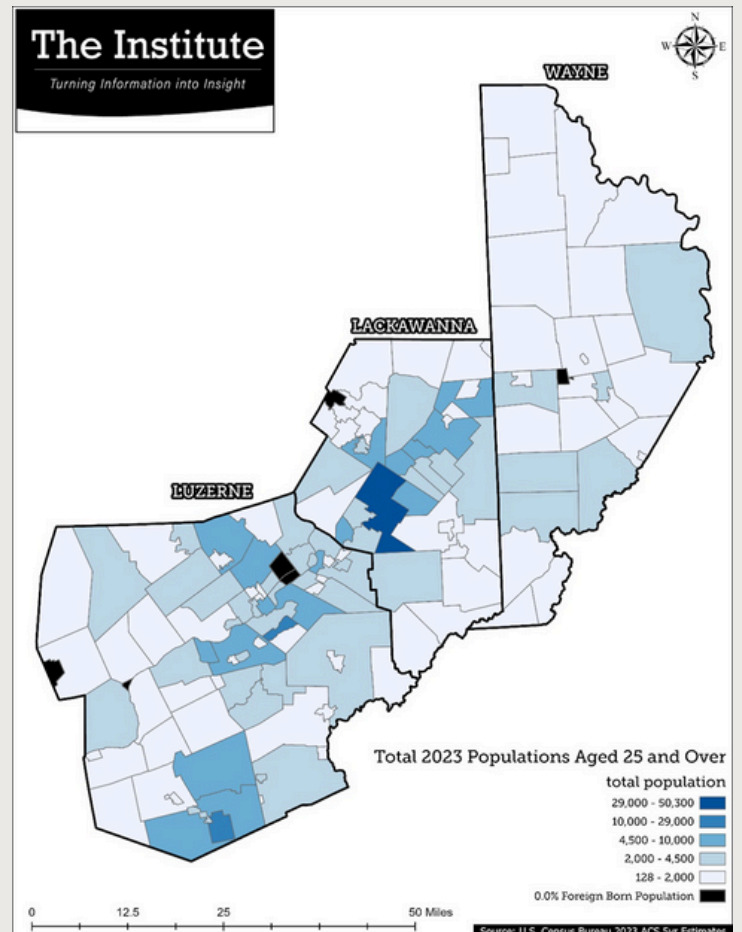 The Institute
Turning Information into Insight
N
W E
S
WAYNE
LACKAWANNA
LUZERNE
Total 2023 Populations Aged 25 and Over
total population
29,000 - 50,300
10,000 - 29,000
4,500 - 10,000
2,000 - 4,500
128 - 2,000
0.0% Foreign Born Population
0 12.5 25 50 Miles
Source: U.S. Census Bureau 2023 ACS 5yr Estimates